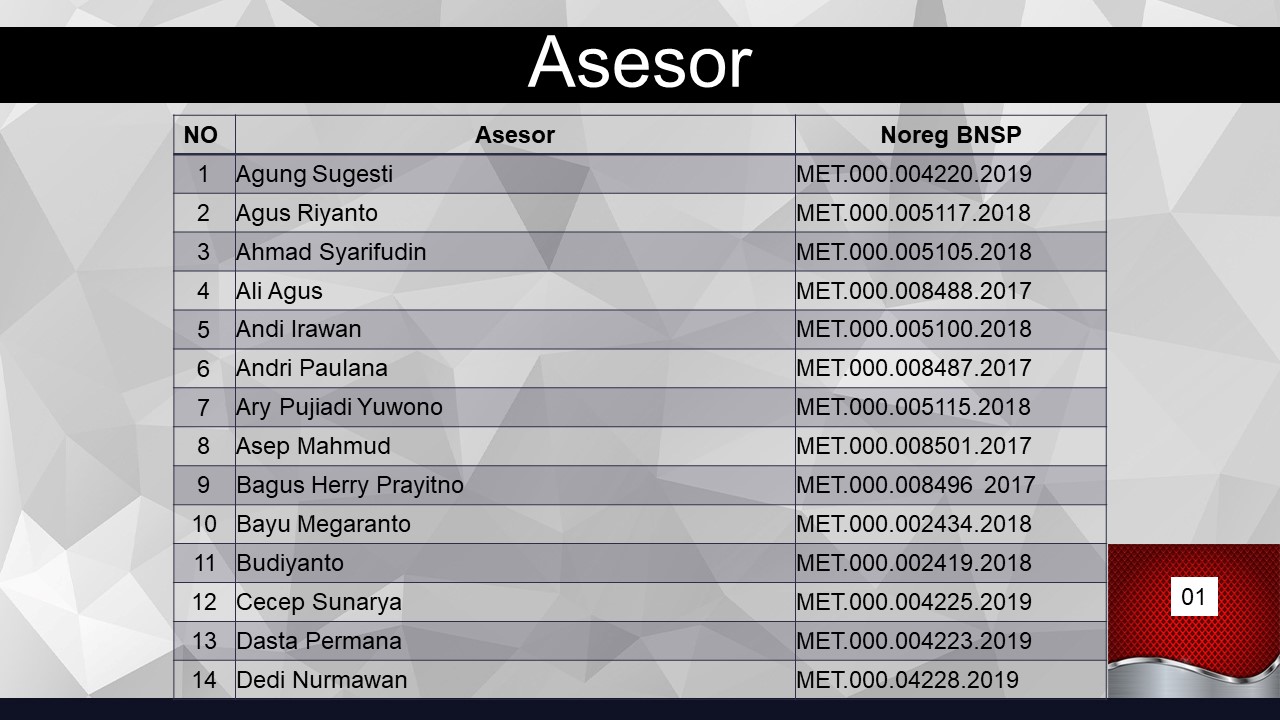 Asesor
NO Asesor Noreg BNSP
1 Agung Sugesti MET.000.004220.2019
2 Agus Riyanto MET.000.005117.2018
3 Ahmad Syarifudin MET.000.005105.2018
4 Ali Agus MET.000.008488.2017
5 Andi Irawan MET.000.005100.2018
6 Andri Paulana MET.000.008487.2017
7 Ary Pujiadi Yuwono MET.000.005115.2018
8 Asep Mahmud MET.000.008501.2017
9 Bagus Herry Prayitno MET.000.008496 2017
10 Bayu Megaranto MET.000.002434.2018
11 Budiyanto MET.000.002419.2018
12 Cecep Sunarya MET.000.004225.2019
13 Dasta Permana MET.000.004223.2019
14 Dedi Nurmawan MET.000.04228.2019
01